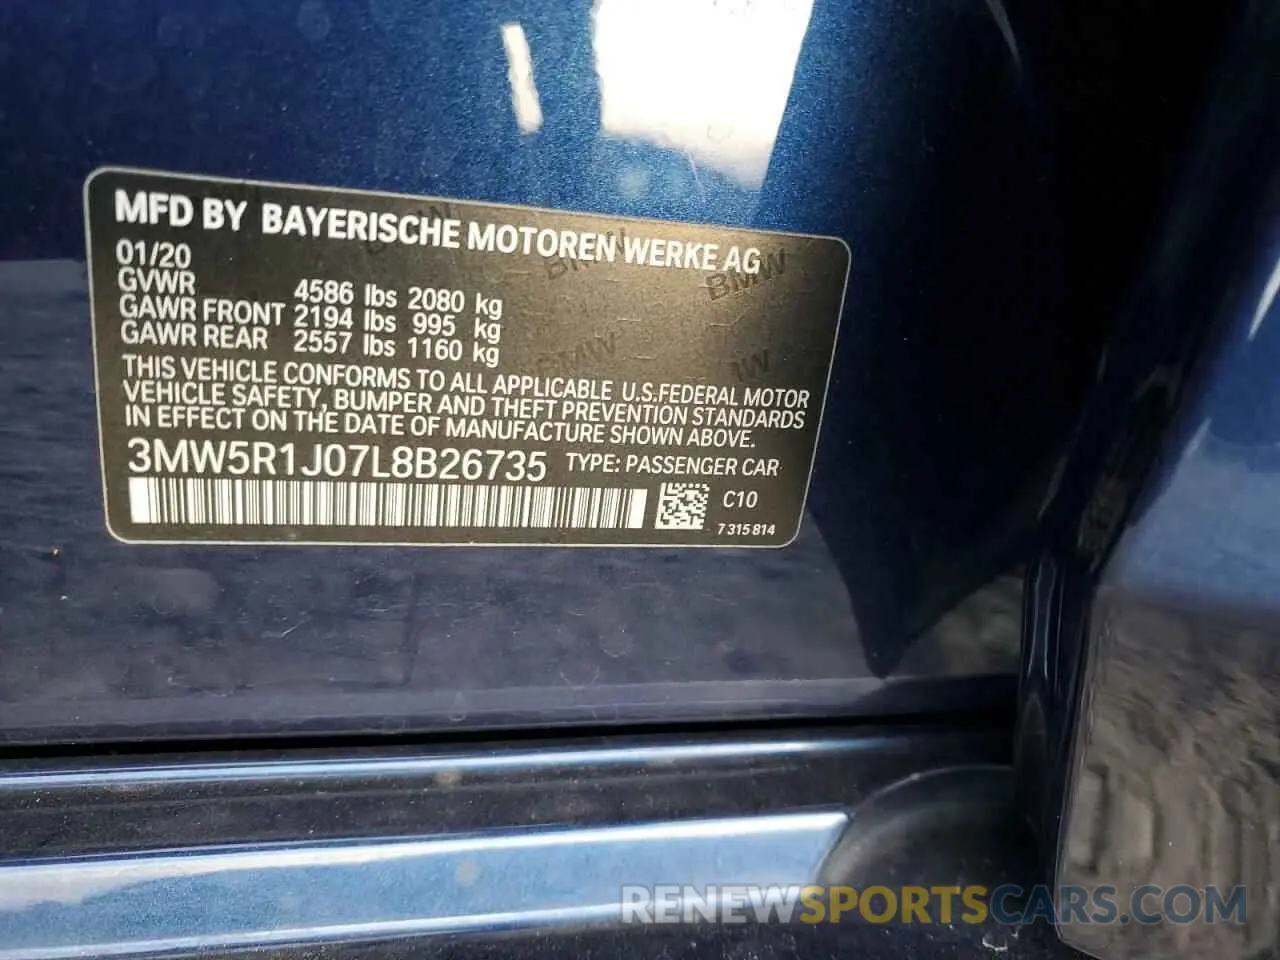 MFD BY BAYERISCHE MOTOREN WERKE AG
01/20
GVWR 4586 lbs 2080 kg
GAWR FRONT 2194 lbs 995 kg
GAWR REAR 2557 lbs 1160 kg
THIS VEHICLE CONFORMS TO ALL APPLICABLE U.S.FEDERAL MOTOR
VEHICLE SAFETY, BUMPER AND THEFT PREVENTION STANDARDS
IN EFFECT ON THE DATE OF MANUFACTURE SHOWN ABOVE.
3MW5R1J07L8B26735 TYPE: PASSENGER CAR
C10
7 315 814
BMW
BMW
BMW
RENEWSPORTSCARS.COM